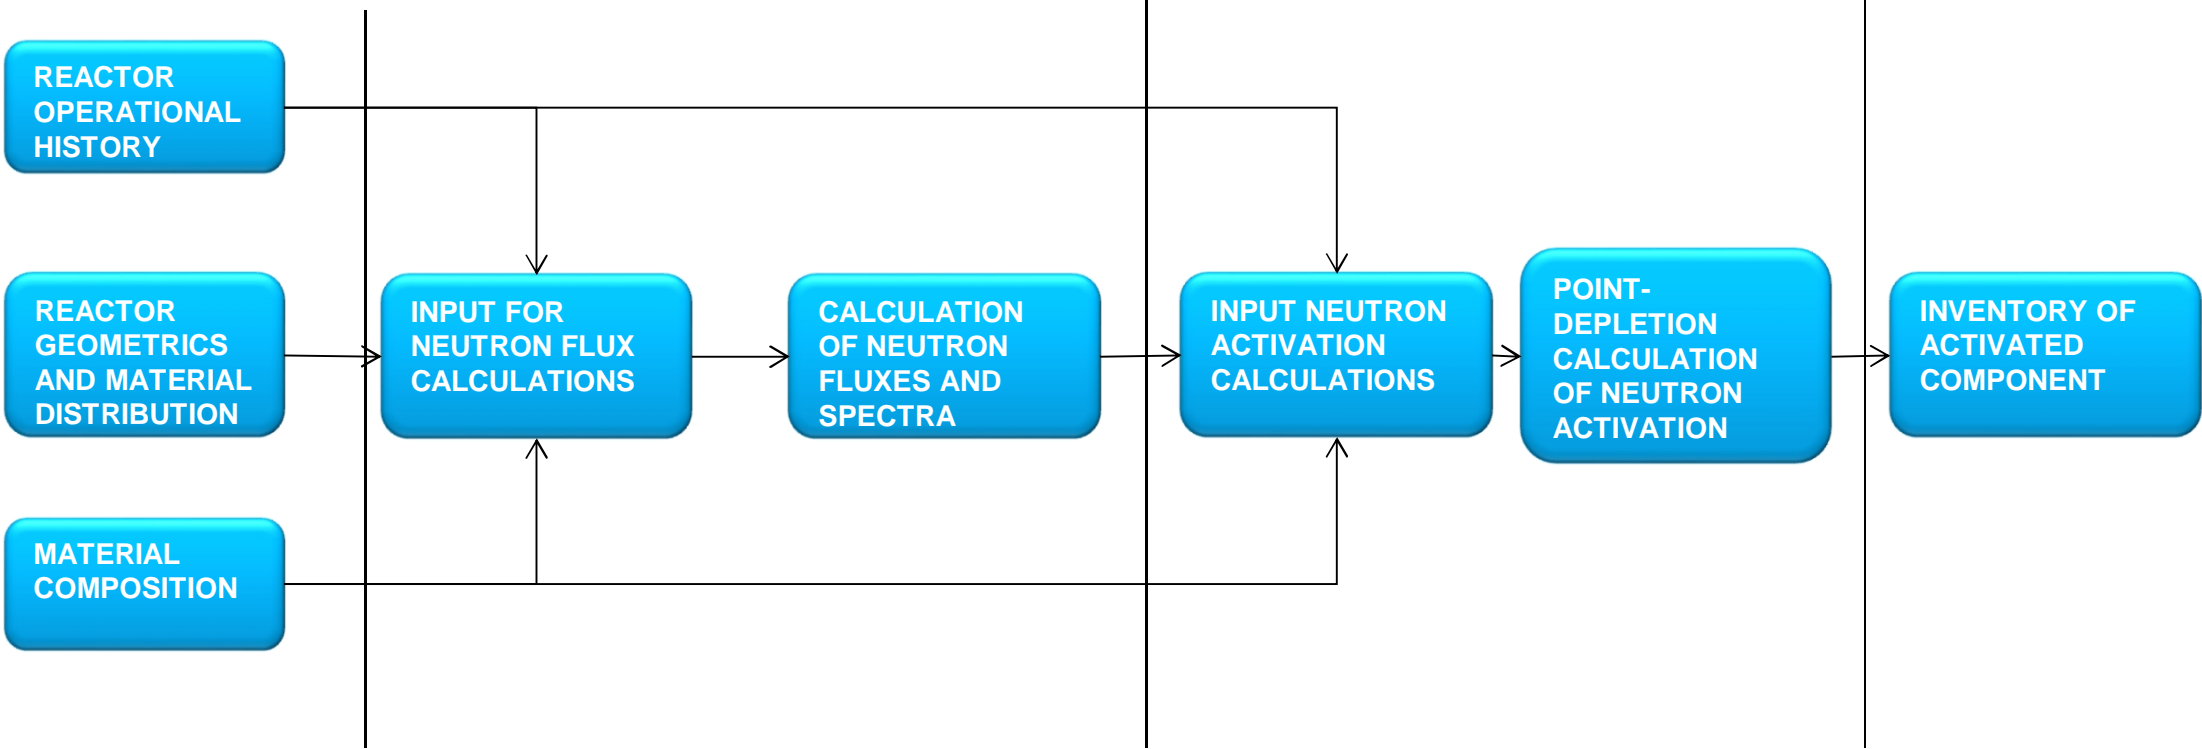 REACTOR
OPERATIONAL
HISTORY
REACTOR
GEOMETRICS
AND MATERIAL
DISTRIBUTION
MATERIAL
COMPOSITION
INPUT FOR
NEUTRON FLUX
CALCULATIONS
CALCULATION
OF NEUTRON
FLUXES AND
SPECTRA
INPUT NEUTRON
ACTIVATION
CALCULATIONS
POINT-
DEPLETION
CALCULATION
OF NEUTRON
ACTIVATION
INVENTORY OF
ACTIVATED
COMPONENT